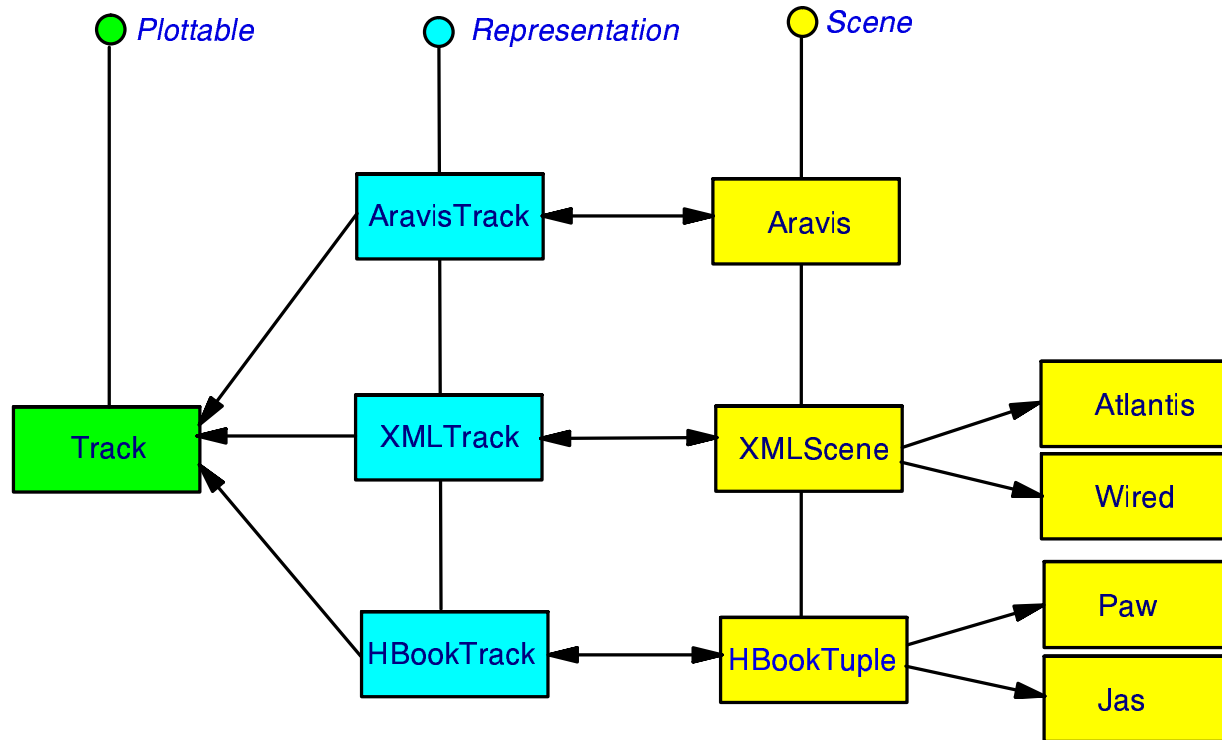 Plottable
Representation
Scene
AravisTrack
Aravis
Track
XMLTrack
XMLScene
Atlantis
Wired
HBookTrack
HBookTuple
Paw
Jas